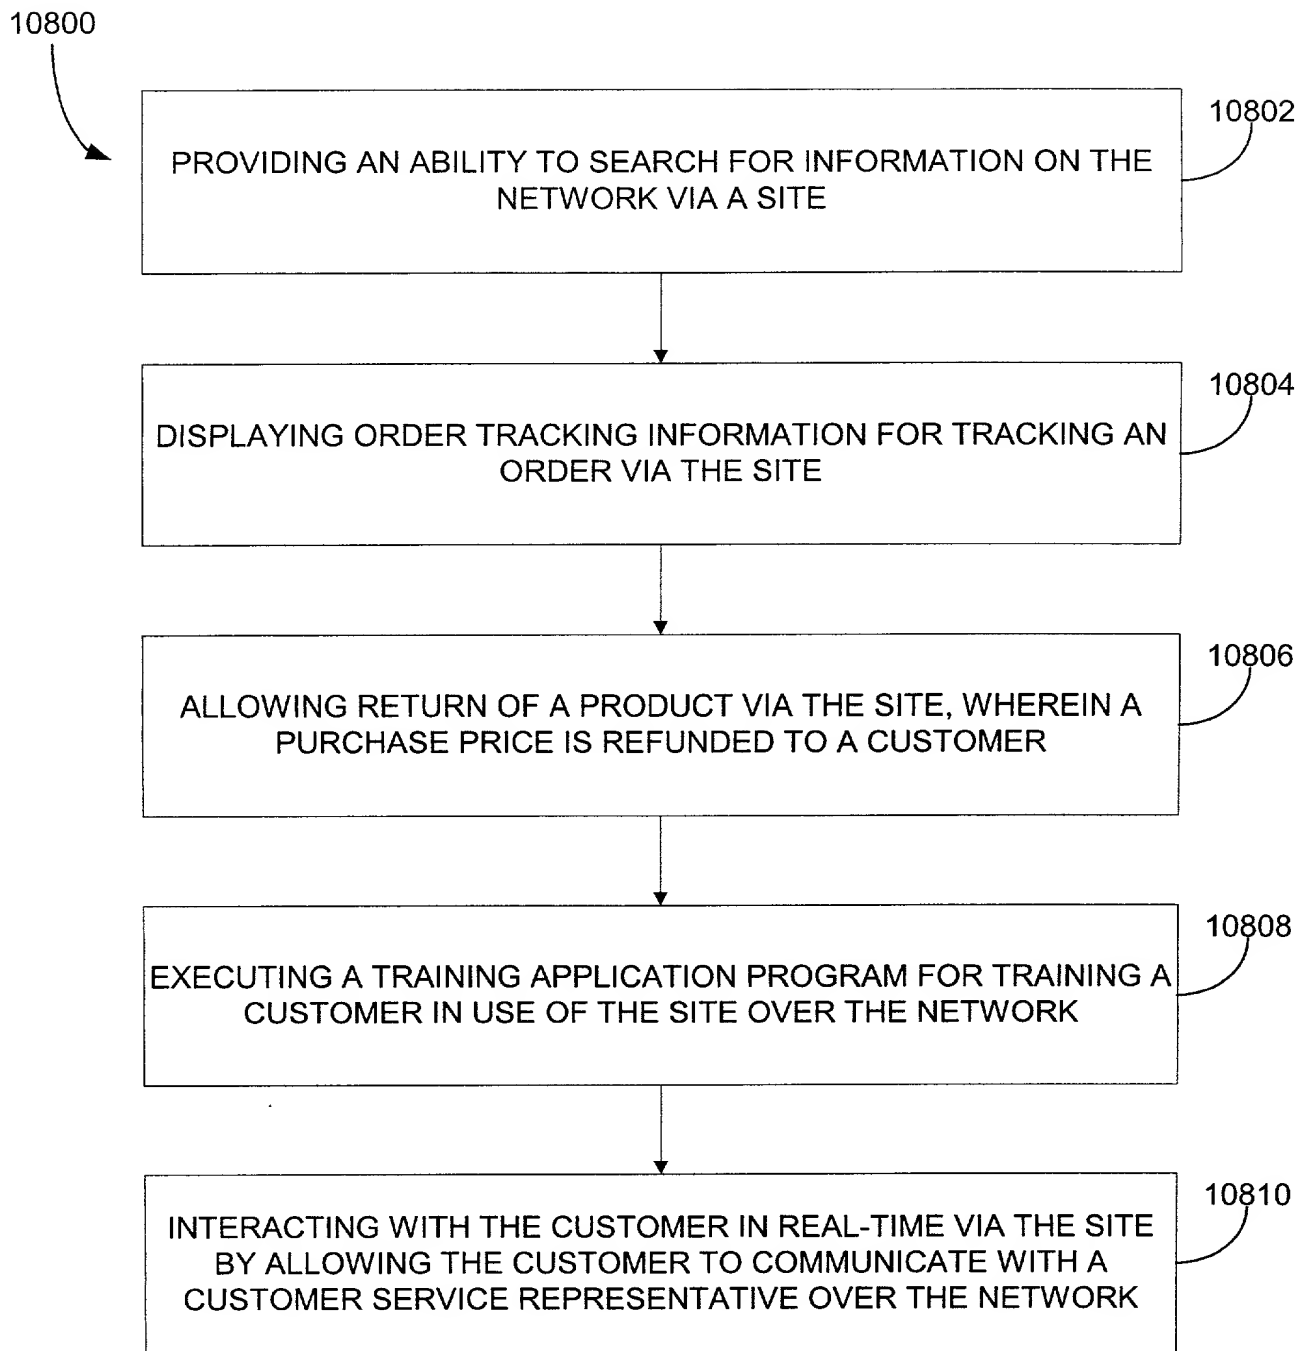 10800
10802
PROVIDING AN ABILITY TO SEARCH FOR INFORMATION ON THE
NETWORK VIA A SITE
10804
DISPLAYING ORDER TRACKING INFORMATION FOR TRACKING AN
ORDER VIA THE SITE
10806
ALLOWING RETURN OF A PRODUCT VIA THE SITE, WHEREIN A
PURCHASE PRICE IS REFUNDED TO A CUSTOMER
10808
EXECUTING A TRAINING APPLICATION PROGRAM FOR TRAINING A
CUSTOMER IN USE OF THE SITE OVER THE NETWORK
10810
INTERACTING WITH THE CUSTOMER IN REAL-TIME VIA THE SITE
BY ALLOWING THE CUSTOMER TO COMMUNICATE WITH A
CUSTOMER SERVICE REPRESENTATIVE OVER THE NETWORK